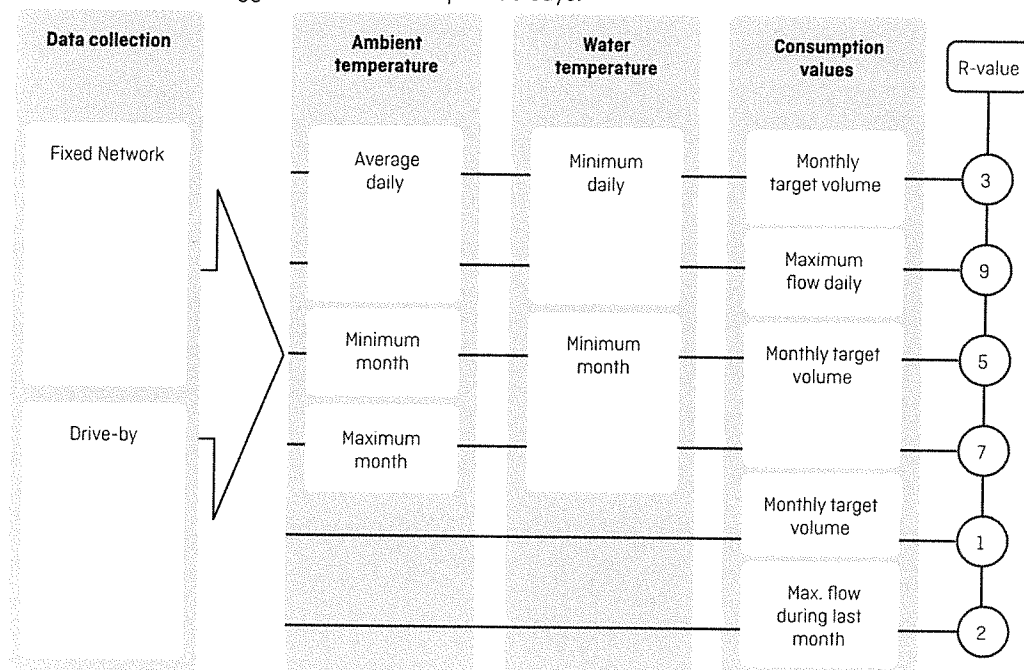 Data collection
Ambient
temperature
Water
temperature
Consumption
values
R-value
Fixed Network
Average
daily
Minimum
daily
Monthly
target volume
3
Maximum
flow daily
9
Minimum
month
Minimum
month
Monthly target
volume
5
Drive-by
Maximum
month
7
Monthly target
volume
1
Max. flow
during last
month
2